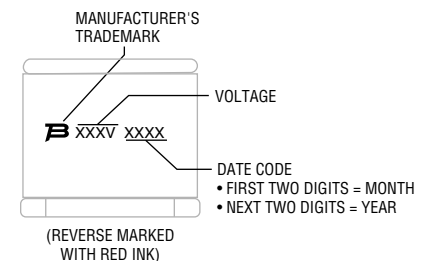 MANUFACTURER'S
TRADEMARK
VOLTAGE
B XXXV XXXX
DATE CODE
• FIRST TWO DIGITS = MONTH
• NEXT TWO DIGITS = YEAR
(REVERSE MARKED
WITH RED INK)